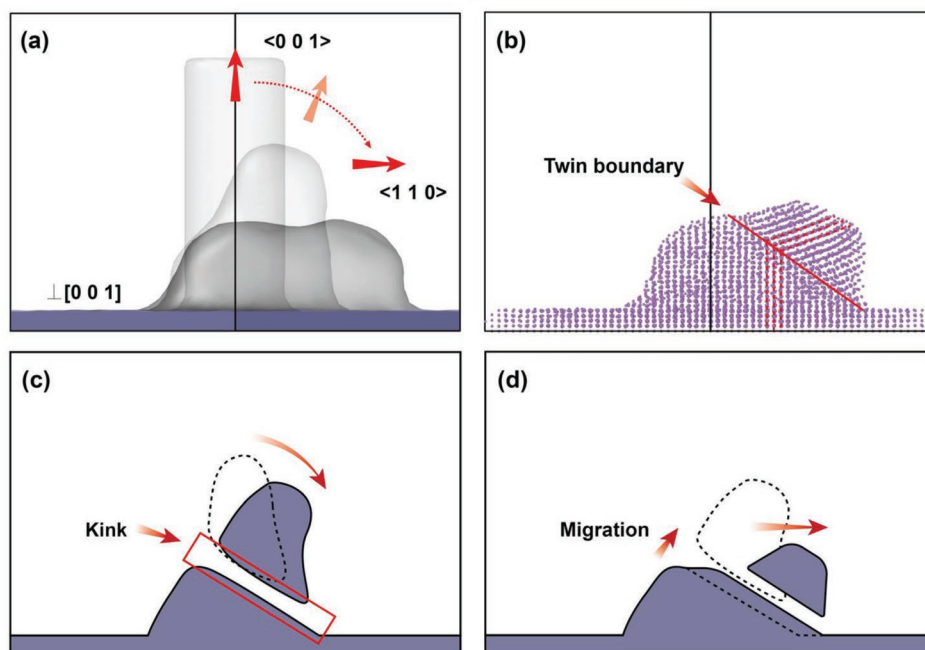 (a)
<0 0 1>
<1 1 0>
⊥[0 0 1]
(b)
Twin boundary
(c)
Kink
(d)
Migration